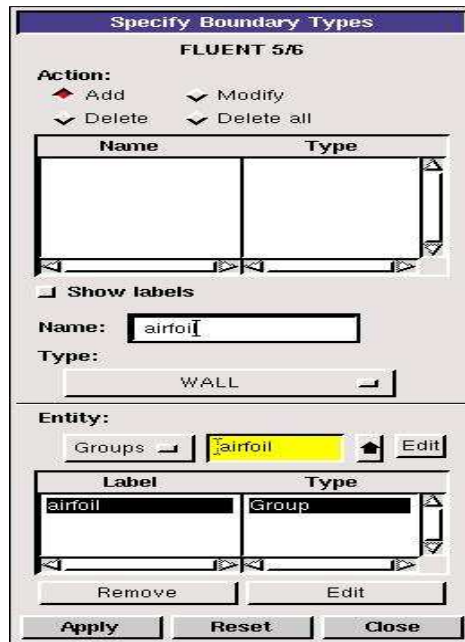 Specify Boundary Types
FLUENT 5/6
Action:
Add Modify
Delete Delete all
Name Type
Show labels
Name: airfoil
Type:
WALL
Entity:
Groups airfoil Edit
Label Type
airfoil Group
Remove Edit
Apply Reset Close